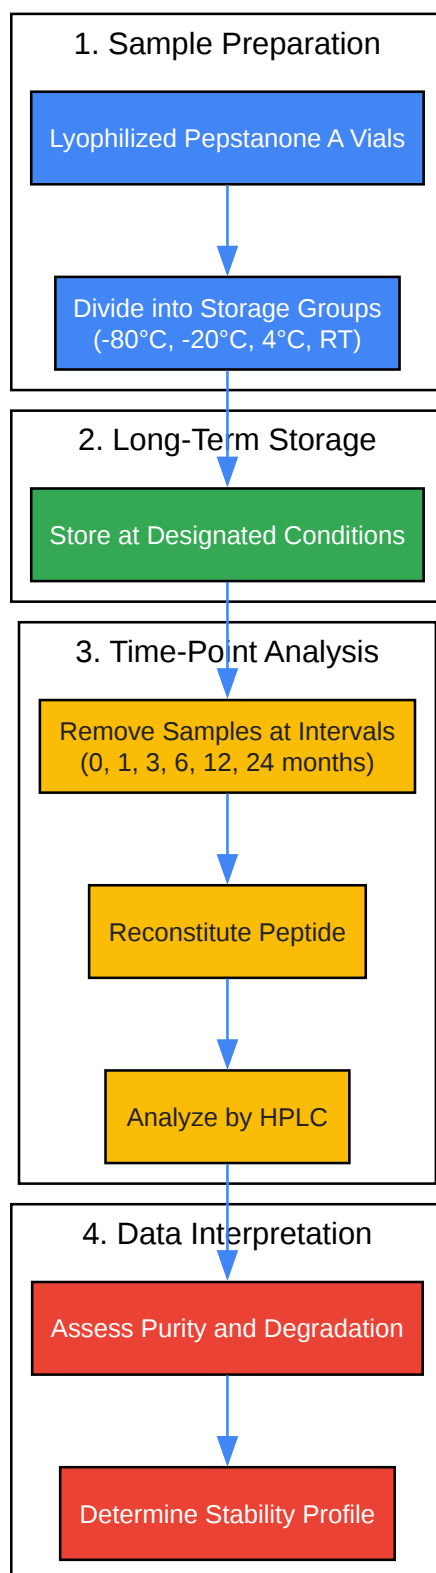 1. Sample Preparation
Lyophilized Pepstanone A Vials
Divide into Storage Groups
(-80°C, -20°C, 4°C, RT)
2. Long-Term Storage
Store at Designated Conditions
3. Time-Point Analysis
Remove Samples at Intervals
(0, 1, 3, 6, 12, 24 months)
Reconstitute Peptide
Analyze by HPLC
4. Data Interpretation
Assess Purity and Degradation
Determine Stability Profile